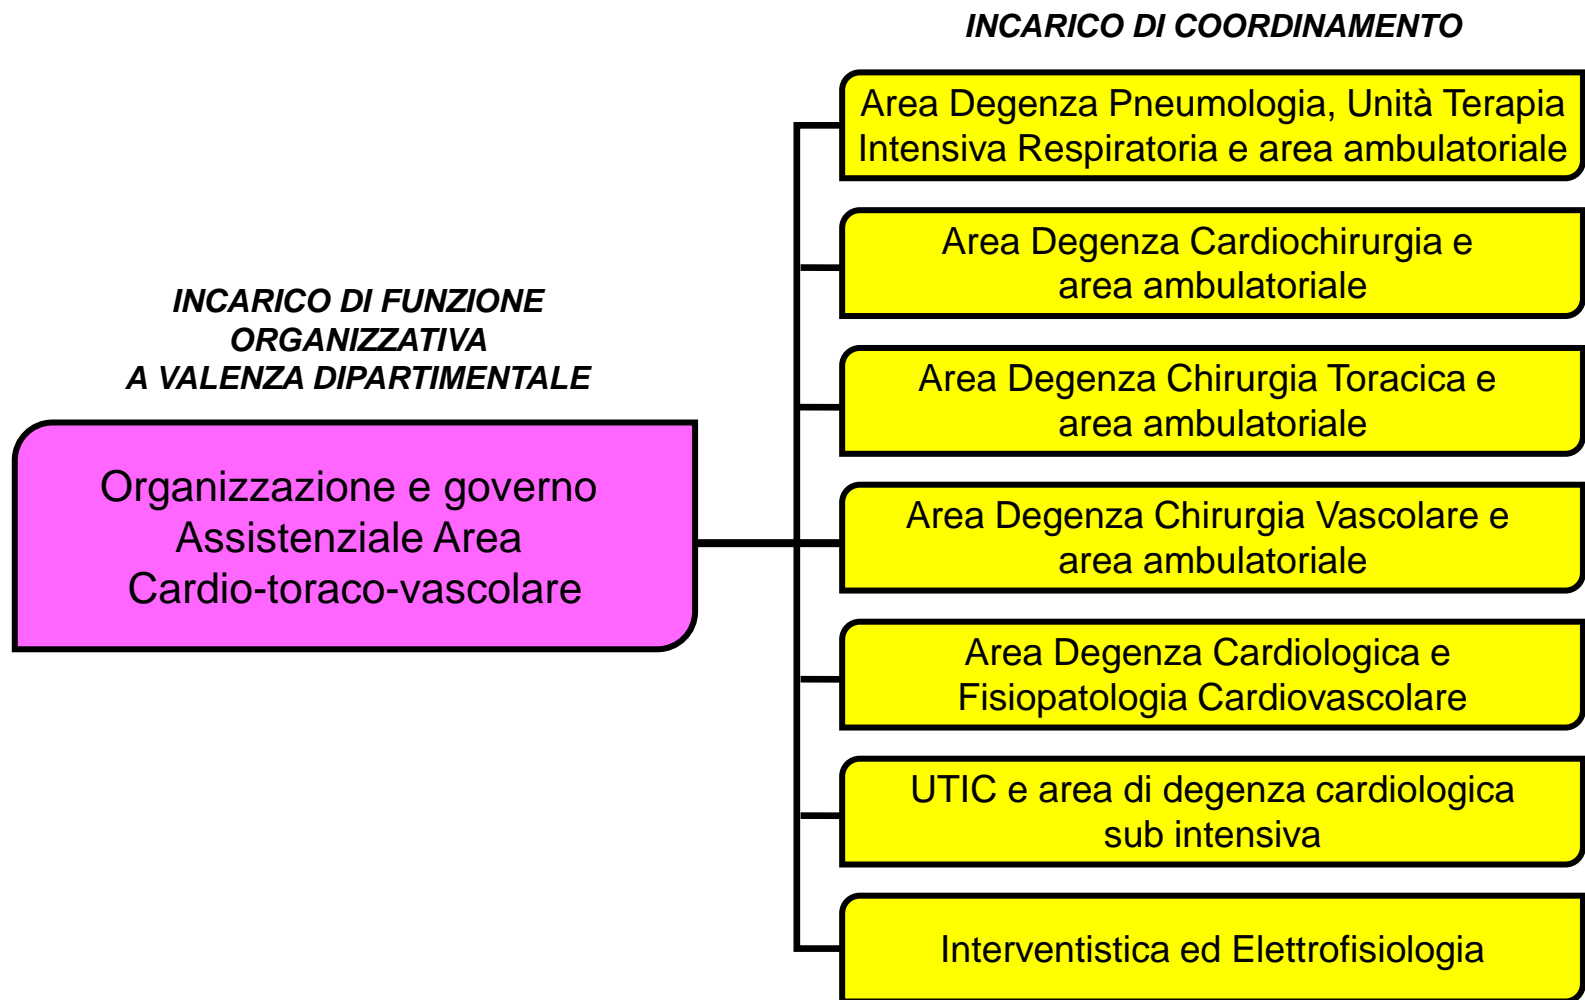 INCARICO DI COORDINAMENTO
Area Degenza Pneumologia, Unità Terapia
Intensiva Respiratoria e area ambulatoriale
Area Degenza Cardiochirurgia e
area ambulatoriale
INCARICO DI FUNZIONE
ORGANIZZATIVA
A VALENZA DIPARTIMENTALE
Area Degenza Chirurgia Toracica e
area ambulatoriale
Organizzazione e governo
Assistenziale Area
Cardio-toraco-vascolare
Area Degenza Chirurgia Vascolare e
area ambulatoriale
Area Degenza Cardiologica e
Fisiopatologia Cardiovascolare
UTIC e area di degenza cardiologica
sub intensiva
Interventistica ed Elettrofisiologia